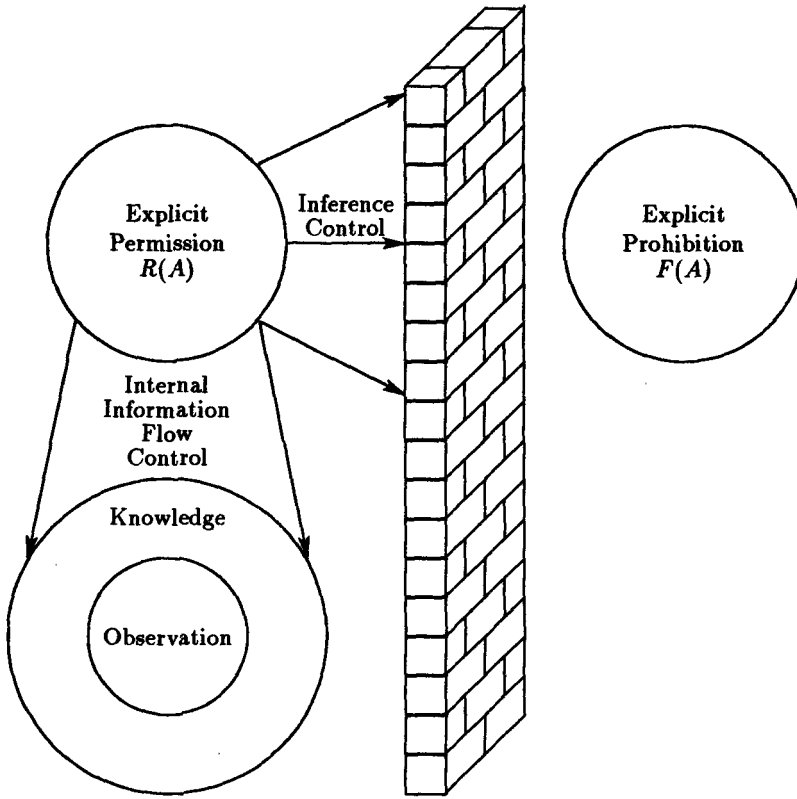 Explicit
Permission
R(A)
Inference
Control
Explicit
Prohibition
F(A)
Internal
Information
Flow
Control
Knowledge
Observation